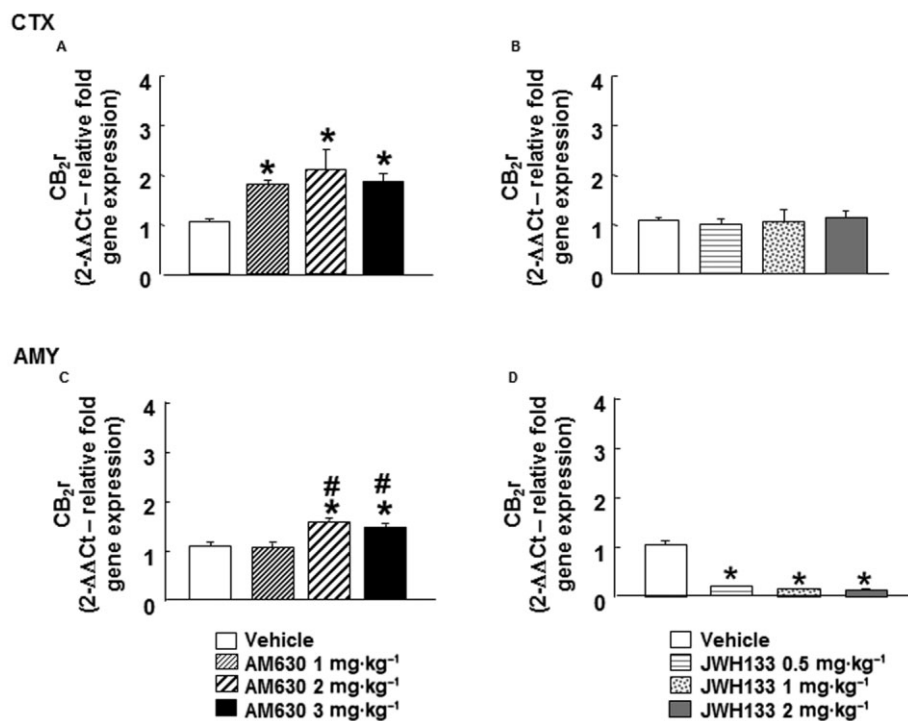 CTX
A
CB₂r
(2-ΔΔCt – relative fold
gene expression)
4
3
2
1
0
*
*
*
B
CB₂r
(2-ΔΔCt – relative fold
gene expression)
4
3
2
1
0
AMY
C
CB₂r
(2-ΔΔCt – relative fold
gene expression)
4
3
2
1
0
# #
* *
Vehicle
AM630 1 mg·kg⁻¹
AM630 2 mg·kg⁻¹
AM630 3 mg·kg⁻¹
D
CB₂r
(2-ΔΔCt – relative fold
gene expression)
4
3
2
1
0
* * *
Vehicle
JWH133 0.5 mg·kg⁻¹
JWH133 1 mg·kg⁻¹
JWH133 2 mg·kg⁻¹